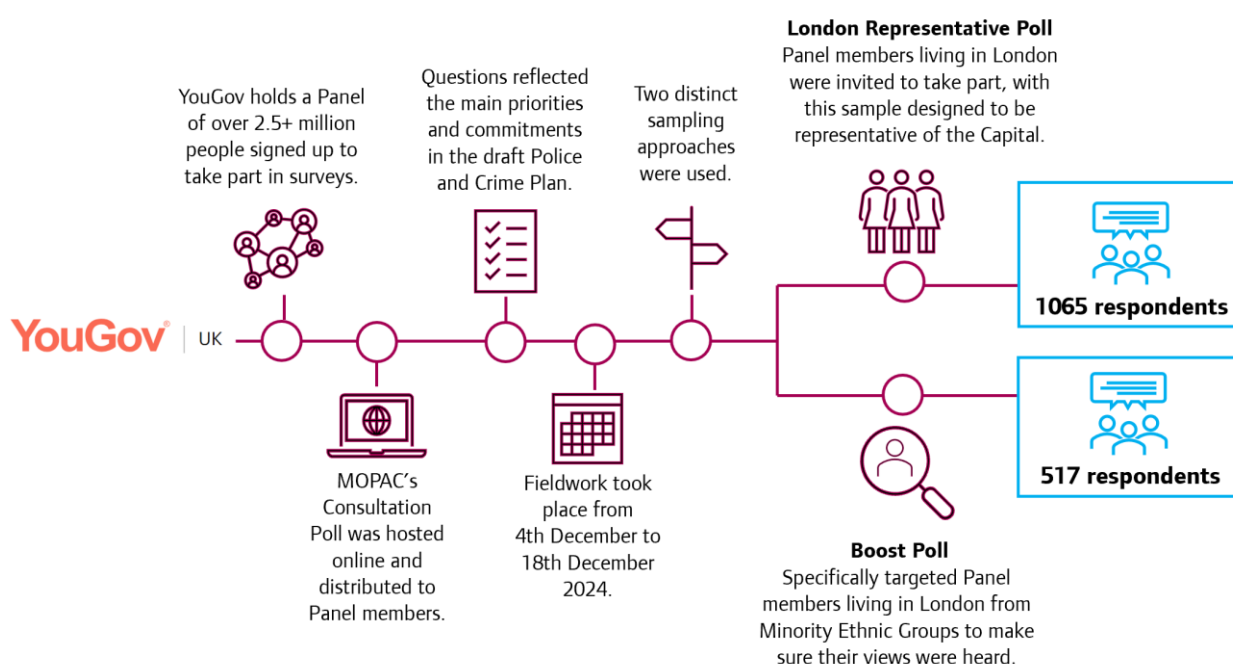 YouGov holds a Panel
of over 2.5+ million
people signed up to
take part in surveys.
Questions reflected
the main priorities
and commitments
in the draft Police
and Crime Plan.
Two distinct
sampling
approaches
were used.
London Representative Poll
Panel members living in London
were invited to take part, with
this sample designed to be
representative of the Capital.
1065 respondents
YouGov® | UK
MOPAC's
Consultation
Poll was hosted
online and
distributed to
Panel members.
Fieldwork took
place from
4th December to
18th December
2024.
517 respondents
Boost Poll
Specifically targeted Panel
members living in London from
Minority Ethnic Groups to make
sure their views were heard.